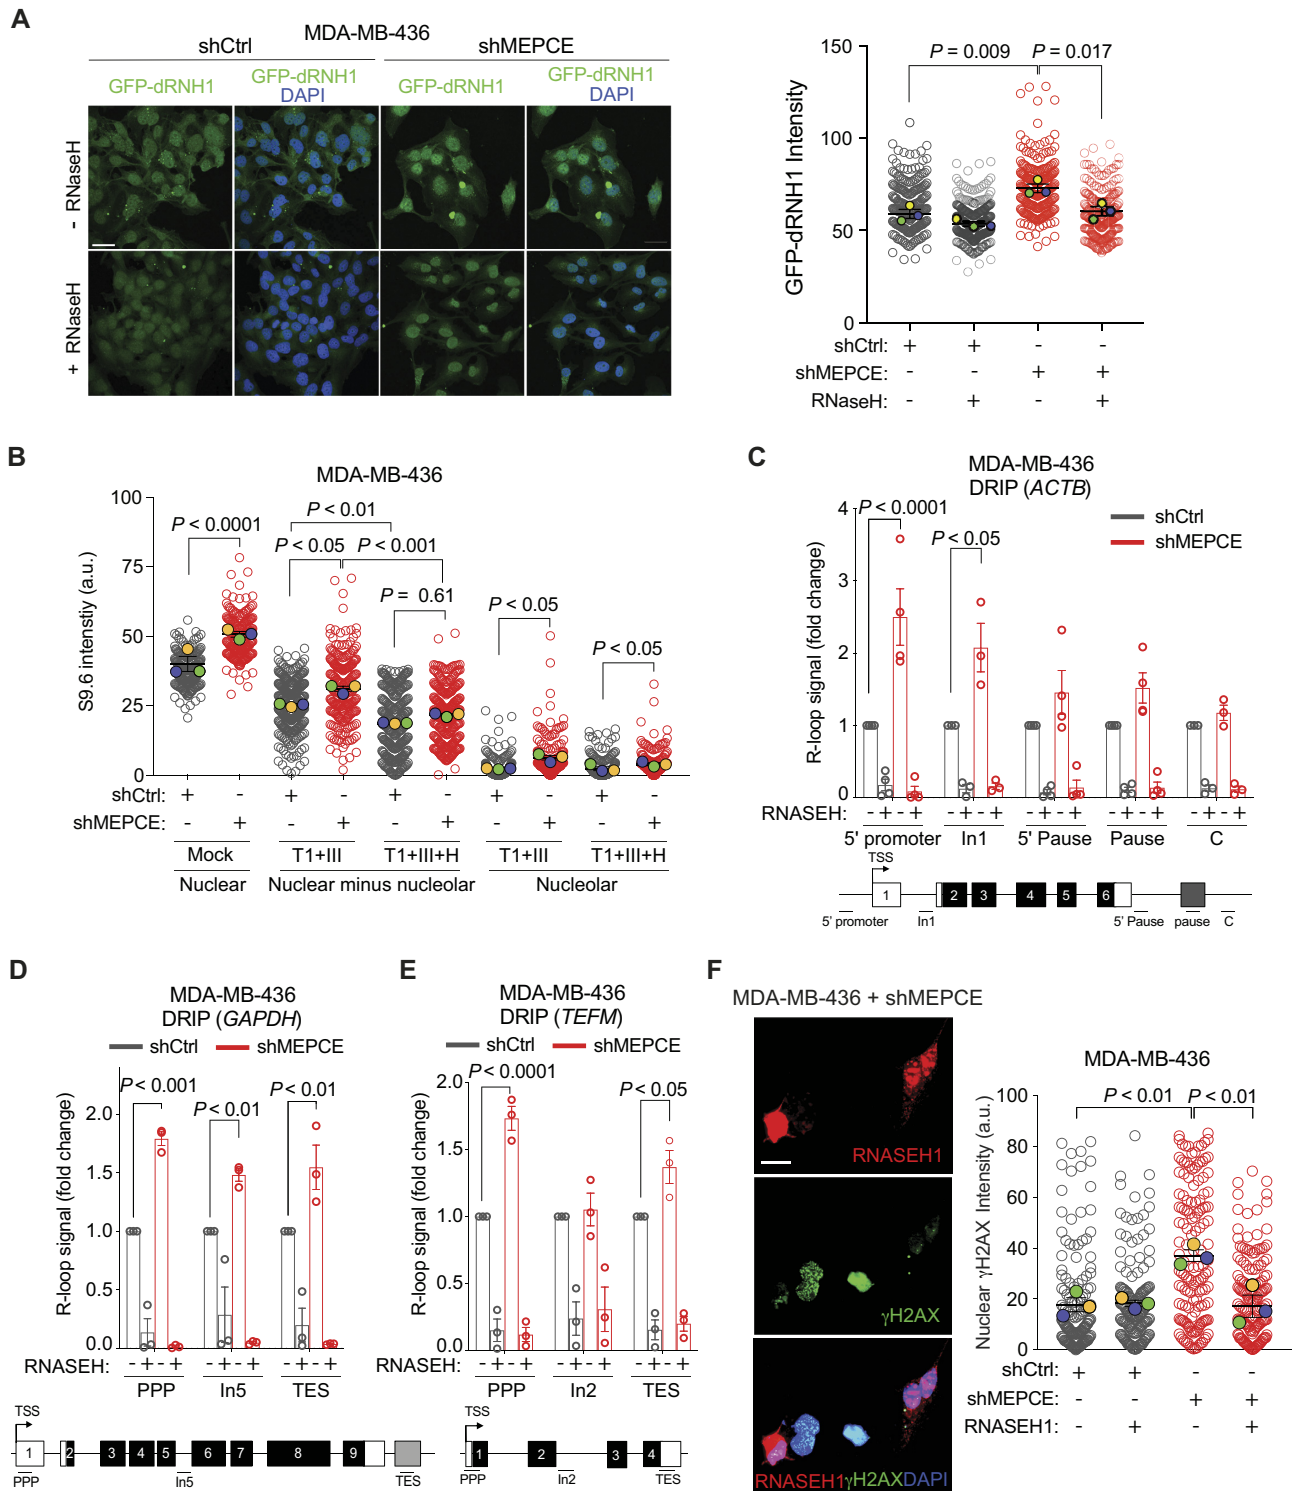 A
MDA-MB-436
shCtrl
shMEPCE
GFP-dRNH1
GFP-dRNH1
DAPI
GFP-dRNH1
GFP-dRNH1
DAPI
- RNaseH
+ RNaseH
GFP-dRNH1 Intensity
150
100
50
0
P = 0.009
P = 0.017
shCtrl: + + - -
shMEPCE: - - + +
RNaseH: - + - +
B
MDA-MB-436
S9.6 intenstiy (a.u.)
100
75
50
25
0
P < 0.0001
P < 0.01
P < 0.05
P < 0.001
P = 0.61
P < 0.05
P < 0.05
shCtrl: + - + - + - + - + -
shMEPCE: - + - + - + - + - +
Mock T1+III T1+III+H T1+III T1+III+H
Nuclear Nuclear minus nucleolar Nucleolar
C
MDA-MB-436
DRIP (ACTB)
shCtrl
shMEPCE
R-loop signal (fold change)
4
3
2
1
0
P < 0.0001
P < 0.05
RNASEH: - + - + - + - + - + - + - + - + - + - +
5' promoter In1 5' Pause Pause C
TSS
1 2 3 4 5 6
5' promoter In1 5' Pause pause C
D
MDA-MB-436
DRIP (GAPDH)
shCtrl shMEPCE
R-loop signal (fold change)
2.0
1.5
1.0
0.5
0.0
P < 0.001
P < 0.01
P < 0.01
RNASEH: - + - + - + - + - + - +
PPP In5 TES
TSS
1 2 3 4 5 6 7 8 9
PPP In5 TES
E
MDA-MB-436
DRIP (TEFM)
shCtrl shMEPCE
R-loop signal (fold change)
2.0
1.5
1.0
0.5
0.0
P < 0.0001
P < 0.05
RNASEH: - + - + - + - + - + - +
PPP In2 TES
TSS
1 2 3 4
PPP In2 TES
F
MDA-MB-436 + shMEPCE
RNASEH1
γH2AX
RNASEH1 γH2AX DAPI
MDA-MB-436
Nuclear γH2AX Intensity (a.u.)
100
80
60
40
20
0
P < 0.01
P < 0.01
shCtrl: + + - -
shMEPCE: - - + +
RNASEH1: - + - +